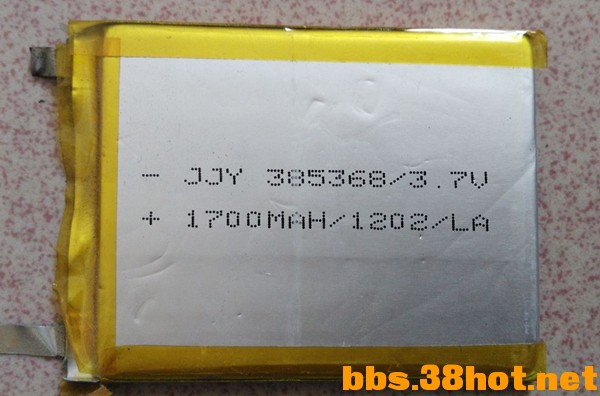 - JJY 385368/3.7V
+ 1700MAH/1202/LA
bbs.38hot.net